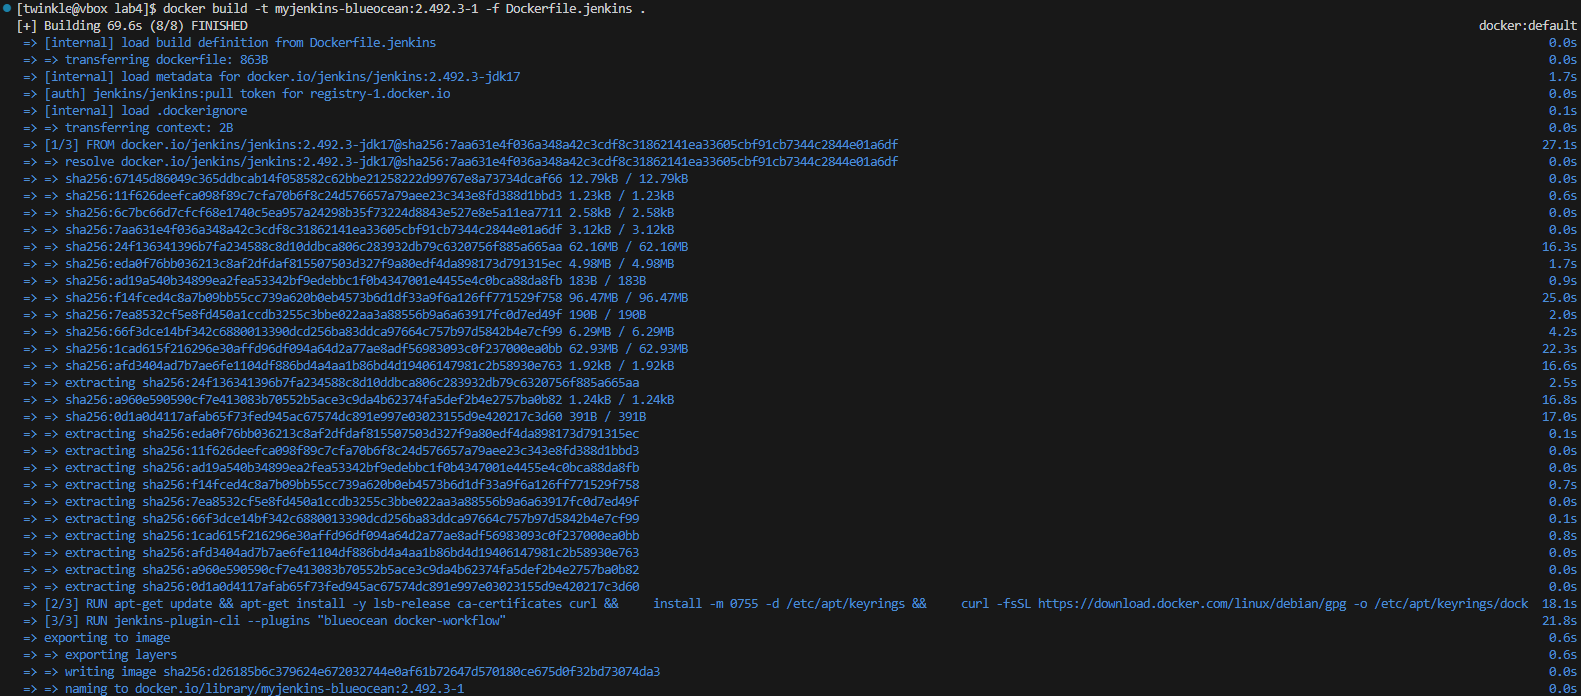 [twinkle@vbox lab4]$ docker build -t myjenkins-blueocean:2.492.3-1 -f Dockerfile.jenkins .
[+] Building 69.6s (8/8) FINISHED docker:default
=> [internal] load build definition from Dockerfile.jenkins 0.0s
=> => transferring dockerfile: 863B 0.0s
=> [internal] load metadata for docker.io/jenkins/jenkins:2.492.3-jdk17 1.7s
=> [auth] jenkins/jenkins:pull token for registry-1.docker.io 0.0s
=> [internal] load .dockerignore 0.1s
=> => transferring context: 2B 0.0s
=> [1/3] FROM docker.io/jenkins/jenkins:2.492.3-jdk17@sha256:7aa631e4f036a348a42c3cdf8c31862141ea33605cbf91cb7344c2844e01a6df 27.1s
=> => resolve docker.io/jenkins/jenkins:2.492.3-jdk17@sha256:7aa631e4f036a348a42c3cdf8c31862141ea33605cbf91cb7344c2844e01a6df 0.0s
=> => sha256:67145d86049c365ddbcab14f058582c62bbe21258222d99767e8a73734dcaf66 12.79kB / 12.79kB 0.0s
=> => sha256:11f626deefca098f89c7cfa70b6f8c24d576657a79aee23c343e8fd388d1bbd3 1.23kB / 1.23kB 0.6s
=> => sha256:6c7bc66d7cfcf68e1740c5ea957a24298b35f73224d8843e527e8e5a11ea7711 2.58kB / 2.58kB 0.0s
=> => sha256:7aa631e4f036a348a42c3cdf8c31862141ea33605cbf91cb7344c2844e01a6df 3.12kB / 3.12kB 0.0s
=> => sha256:24f136341396b7fa234588c8d10ddbca806c283932db79c6320756f885a665aa 62.16MB / 62.16MB 16.3s
=> => sha256:eda0f76bb036213c8af2dfdaf815507503d327f9a80edf4da898173d791315ec 4.98MB / 4.98MB 1.7s
=> => sha256:ad19a540b34899ea2fea53342bf9edebbc1f0b4347001e4455e4c0bca88da8fb 183B / 183B 0.9s
=> => sha256:f14fced4c8a7b09bb55cc739a620b0eb4573b6d1df33a9f6a126ff771529f758 96.47MB / 96.47MB 25.0s
=> => sha256:7ea8532cf5e8fd450a1ccdb3255c3bbe022aa3a88556b9a6a63917fc0d7ed49f 190B / 190B 2.0s
=> => sha256:66f3dce14bf342c6880013390dcd256ba83ddca97664c757b97d5842b4e7cf99 6.29MB / 6.29MB 4.2s
=> => sha256:1cad615f216296e30affd96df094a64d2a77ae8adf56983093c0f237000ea0bb 62.93MB / 62.93MB 22.3s
=> => sha256:afd3404ad7b7ae6fe1104df886bd4a4aa1b86bd4d19406147981c2b58930e763 1.92kB / 1.92kB 16.6s
=> => extracting sha256:24f136341396b7fa234588c8d10ddbca806c283932db79c6320756f885a665aa 2.5s
=> => sha256:a960e590590cf7e413083b70552b5ace3c9da4b62374fa5def2b4e2757ba0b82 1.24kB / 1.24kB 16.8s
=> => sha256:0d1a0d4117afab65f73fed945ac67574dc891e997e03023155d9e420217c3d60 391B / 391B 17.0s
=> => extracting sha256:eda0f76bb036213c8af2dfdaf815507503d327f9a80edf4da898173d791315ec 0.1s
=> => extracting sha256:11f626deefca098f89c7cfa70b6f8c24d576657a79aee23c343e8fd388d1bbd3 0.0s
=> => extracting sha256:ad19a540b34899ea2fea53342bf9edebbc1f0b4347001e4455e4c0bca88da8fb 0.0s
=> => extracting sha256:f14fced4c8a7b09bb55cc739a620b0eb4573b6d1df33a9f6a126ff771529f758 0.7s
=> => extracting sha256:7ea8532cf5e8fd450a1ccdb3255c3bbe022aa3a88556b9a6a63917fc0d7ed49f 0.0s
=> => extracting sha256:66f3dce14bf342c6880013390dcd256ba83ddca97664c757b97d5842b4e7cf99 0.1s
=> => extracting sha256:1cad615f216296e30affd96df094a64d2a77ae8adf56983093c0f237000ea0bb 0.8s
=> => extracting sha256:afd3404ad7b7ae6fe1104df886bd4a4aa1b86bd4d19406147981c2b58930e763 0.0s
=> => extracting sha256:a960e590590cf7e413083b70552b5ace3c9da4b62374fa5def2b4e2757ba0b82 0.0s
=> => extracting sha256:0d1a0d4117afab65f73fed945ac67574dc891e997e03023155d9e420217c3d60 0.0s
=> [2/3] RUN apt-get update && apt-get install -y lsb-release ca-certificates curl &&     install -m 0755 -d /etc/apt/keyrings &&     curl -fsSL https://download.docker.com/linux/debian/gpg -o /etc/apt/keyrings/dock 18.1s
=> [3/3] RUN jenkins-plugin-cli --plugins "blueocean docker-workflow" 21.8s
=> exporting to image 0.6s
=> => exporting layers 0.6s
=> => writing image sha256:d26185b6c379624e672032744e0af61b72647d570180ce675d0f32bd73074da3 0.0s
=> => naming to docker.io/library/myjenkins-blueocean:2.492.3-1 0.0s